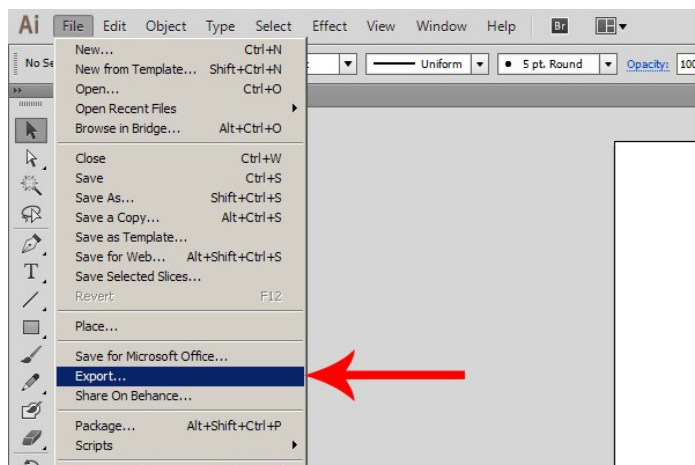 Ai File Edit Object Type Select Effect View Window Help Br
No Se Uniform 5 pt. Round Opacity: 100
New... Ctrl+N
New from Template... Shift+Ctrl+N
Open... Ctrl+O
Open Recent Files
Browse in Bridge... Alt+Ctrl+O
Close Ctrl+W
Save Ctrl+S
Save As... Shift+Ctrl+S
Save a Copy... Alt+Ctrl+S
Save as Template...
Save for Web... Alt+Shift+Ctrl+S
Save Selected Slices...
Revert F12
Place...
Save for Microsoft Office...
Export...
Share On Behance...
Package... Alt+Shift+Ctrl+P
Scripts
T